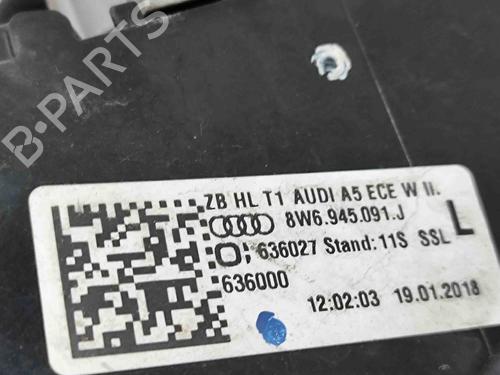 B-PARTS
ZB HL T1 AUDI A5 ECE W II.
8W6.945.091.J
L
636027 Stand:11S SSL
636000
12:02:03 19.01.2018